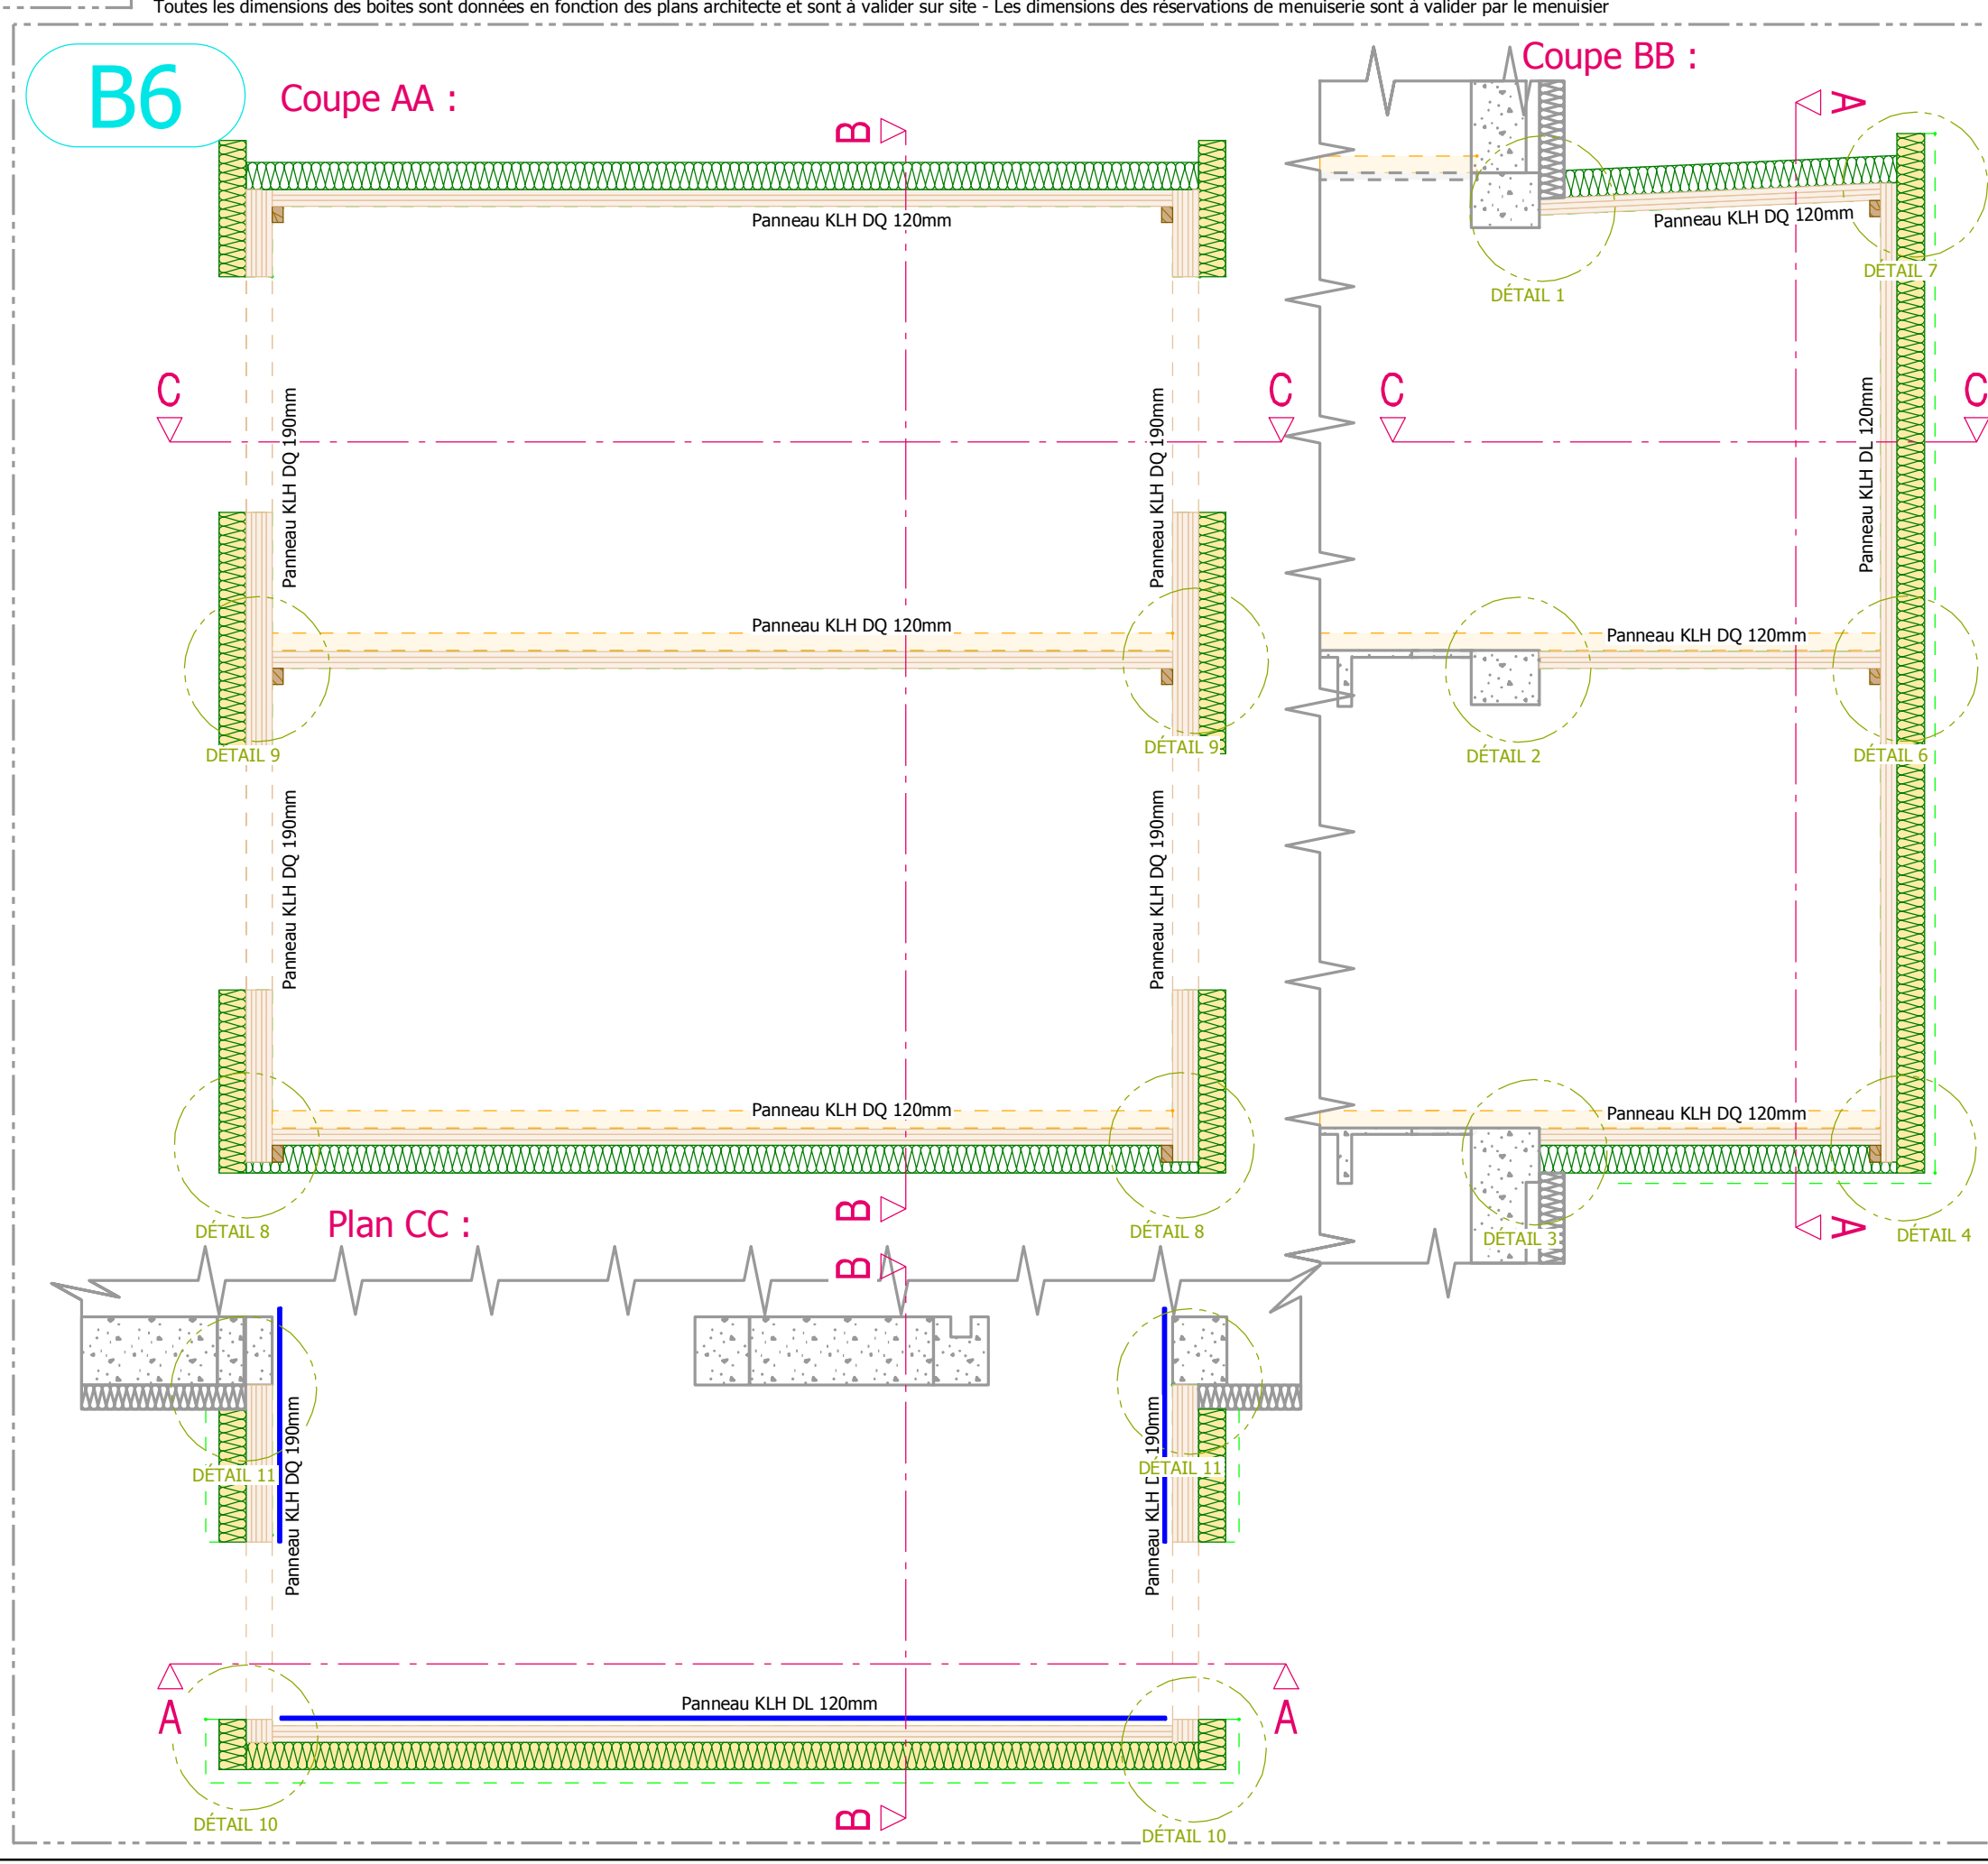 Toutes les dimensions des boites sont données en fonction des plans architecte et sont à valider sur site - Les dimensions des réservations de menuiserie sont à valider par le menuisier
B6
Coupe AA :
B
Panneau KLH DQ 120mm
C
C
Panneau KLH DQ 190mm
Panneau KLH DQ 190mm
Panneau KLH DQ 120mm
DÉTAIL 9
DÉTAIL 9
Panneau KLH DQ 190mm
Panneau KLH DQ 190mm
Panneau KLH DQ 120mm
DÉTAIL 8
DÉTAIL 8
B
Coupe BB :
A
Panneau KLH DQ 120mm
DÉTAIL 1
DÉTAIL 7
C
C
Panneau KLH DL 120mm
Panneau KLH DQ 120mm
DÉTAIL 2
DÉTAIL 6
Panneau KLH DQ 120mm
DÉTAIL 3
DÉTAIL 4
A
Plan CC :
B
DÉTAIL 11
DÉTAIL 11
Panneau KLH DQ 190mm
Panneau KLH D 190mm
A
A
Panneau KLH DL 120mm
DÉTAIL 10
DÉTAIL 10
B